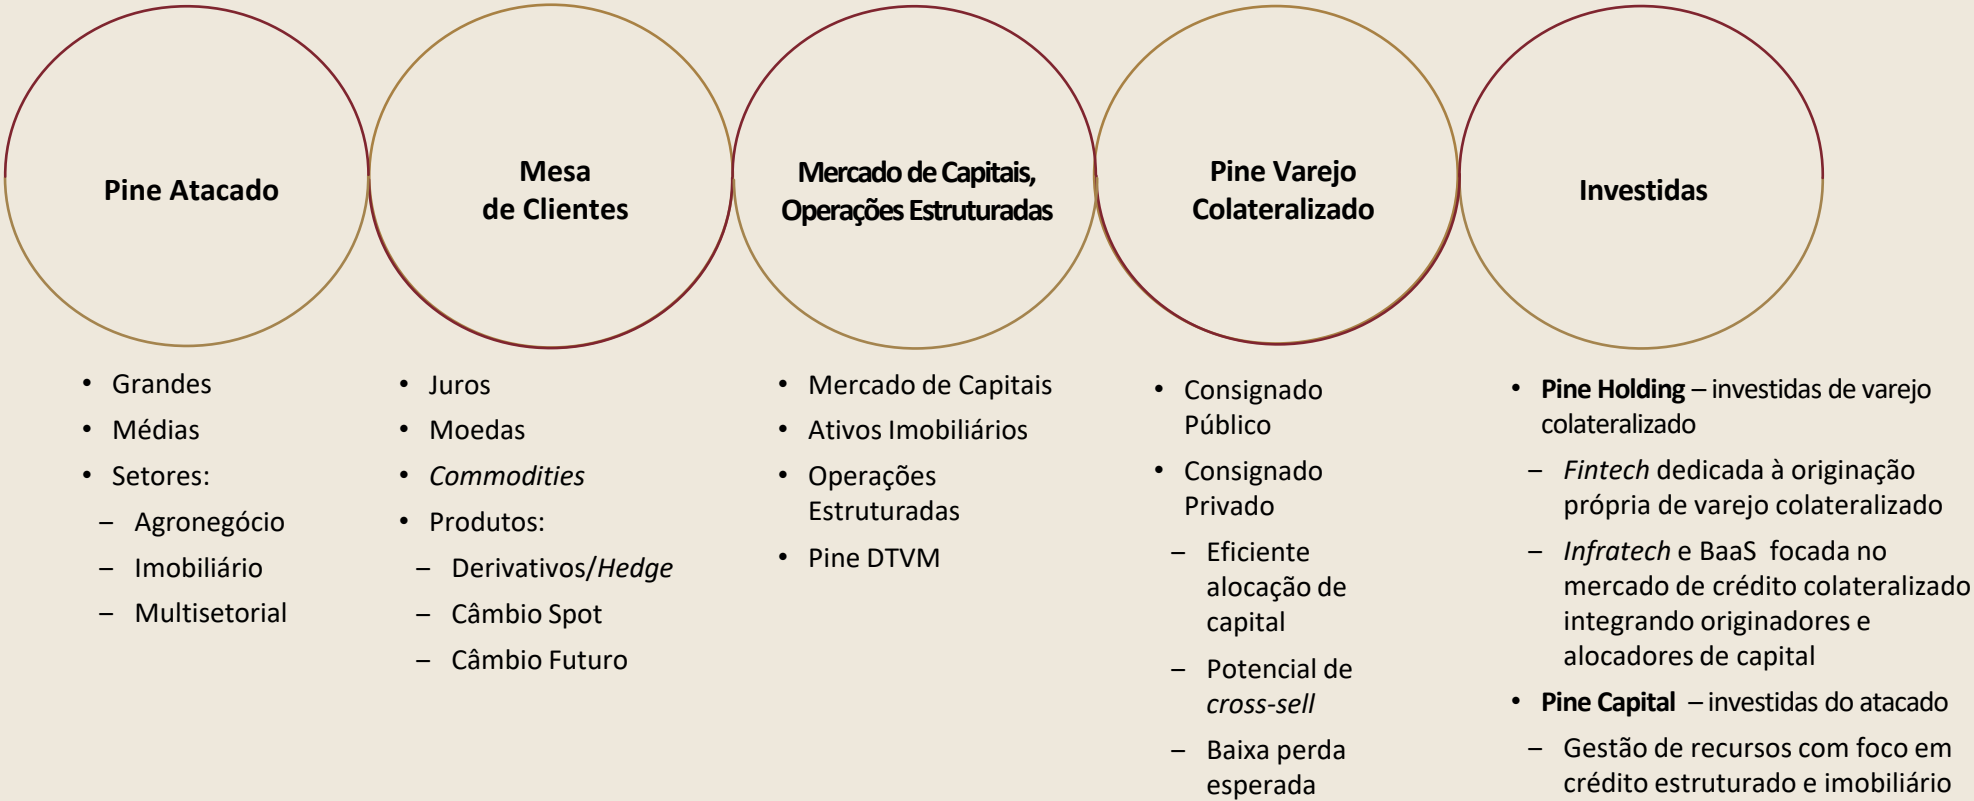 Pine Atacado
Mesa
de Clientes
Mercado de Capitais,
Operações Estruturadas
Pine Varejo
Colateralizado
Investidas
• Grandes
• Médias
• Setores:
– Agronegócio
– Imobiliário
– Multisetorial
• Juros
• Moedas
• Commodities
• Produtos:
– Derivativos/Hedge
– Câmbio Spot
– Câmbio Futuro
• Mercado de Capitais
• Ativos Imobiliários
• Operações
Estruturadas
• Pine DTVM
• Consignado
Público
• Consignado
Privado
– Eficiente
alocação de
capital
– Potencial de
cross-sell
– Baixa perda
esperada
• Pine Holding – investidas de varejo
colateralizado
– Fintech dedicada à originação
própria de varejo colateralizado
– Infratech e BaaS focada no
mercado de crédito colateralizado
integrando originadores e
alocadores de capital
• Pine Capital – investidas do atacado
– Gestão de recursos com foco em
crédito estruturado e imobiliário